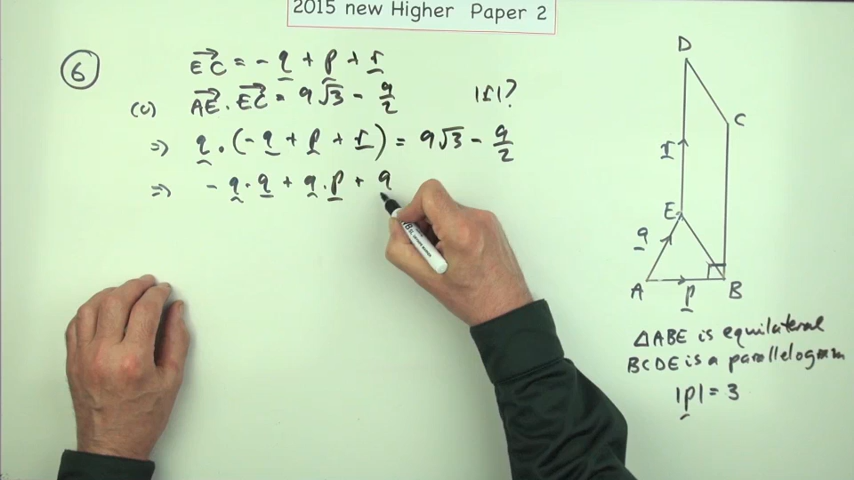 2015 new Higher Paper 2
6
EC = - q + p + r
(c) AE . EC = 9√3 - 9/2 |r|?
⇒ q . (- q + p + r) = 9√3 - 9/2
⇒ - q . q + q . p + q
D
C
r
E
q
A
p
B
△ABE is equilateral
BCDE is a parallelogram
|p| = 3